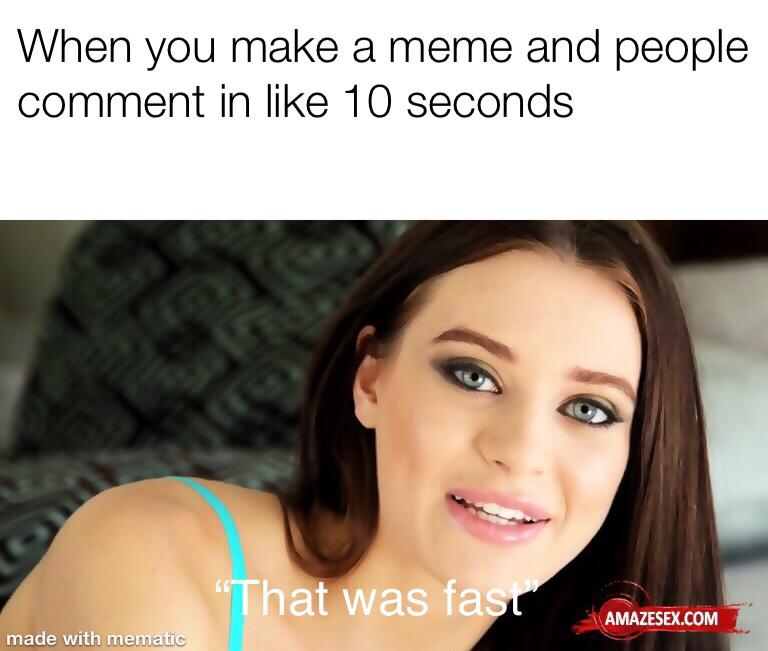 When you make a meme and people
comment in like 10 seconds
“That was fast”
AMAZESEX.COM
made with mematic